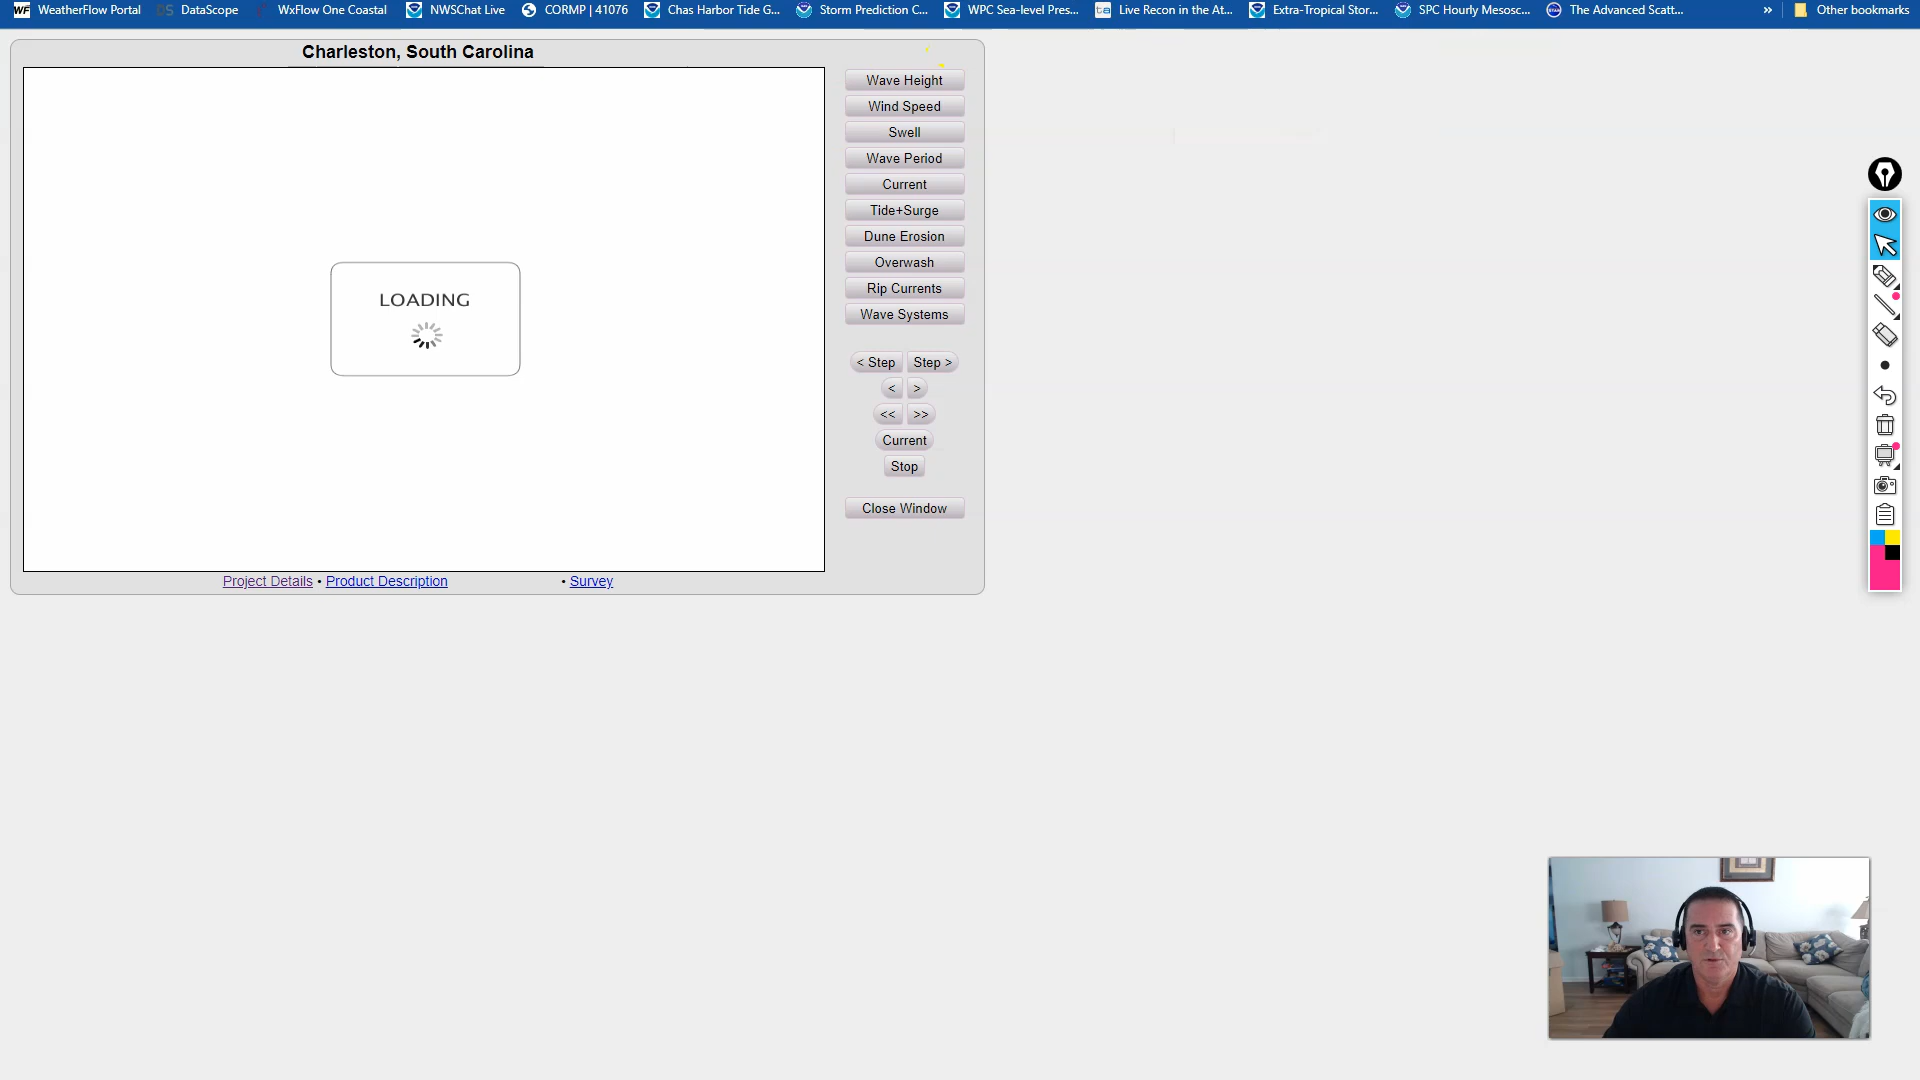 WF WeatherFlow Portal DS DataScope WxFlow One Coastal NWSChat Live CORMP | 41076 Chas Harbor Tide G... Storm Prediction C... WPC Sea-level Pres... ta Live Recon in the At... Extra-Tropical Stor... SPC Hourly Mesosc... The Advanced Scatt... » Other bookmarks
Charleston, South Carolina
Wave Height
Wind Speed
Swell
Wave Period
Current
Tide+Surge
Dune Erosion
Overwash
Rip Currents
Wave Systems
LOADING
< Step Step >
< >
<< >>
Current
Stop
Close Window
Project Details • Product Description • Survey